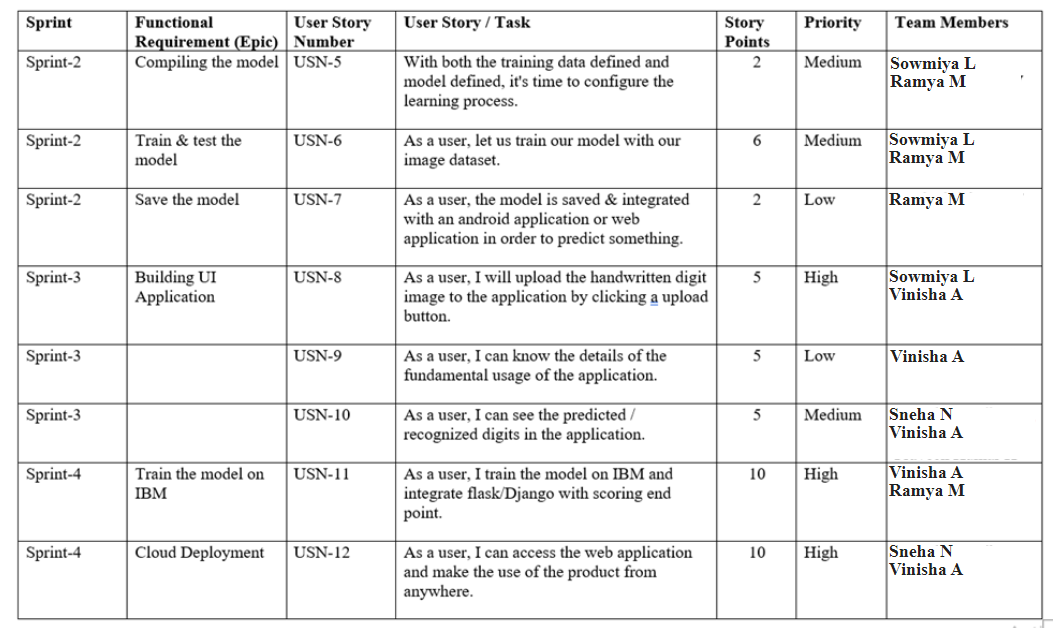 Sprint Functional Requirement (Epic) User Story Number User Story / Task Story Points Priority Team Members
Sprint-2 Compiling the model USN-5 With both the training data defined and model defined, it's time to configure the learning process. 2 Medium Sowmiya L Ramya M
Sprint-2 Train & test the model USN-6 As a user, let us train our model with our image dataset. 6 Medium Sowmiya L Ramya M
Sprint-2 Save the model USN-7 As a user, the model is saved & integrated with an android application or web application in order to predict something. 2 Low Ramya M
Sprint-3 Building UI Application USN-8 As a user, I will upload the handwritten digit image to the application by clicking a upload button. 5 High Sowmiya L Vinisha A
Sprint-3 USN-9 As a user, I can know the details of the fundamental usage of the application. 5 Low Vinisha A
Sprint-3 USN-10 As a user, I can see the predicted / recognized digits in the application. 5 Medium Sneha N Vinisha A
Sprint-4 Train the model on IBM USN-11 As a user, I train the model on IBM and integrate flask/Django with scoring end point. 10 High Vinisha A Ramya M
Sprint-4 Cloud Deployment USN-12 As a user, I can access the web application and make the use of the product from anywhere. 10 High Sneha N Vinisha A